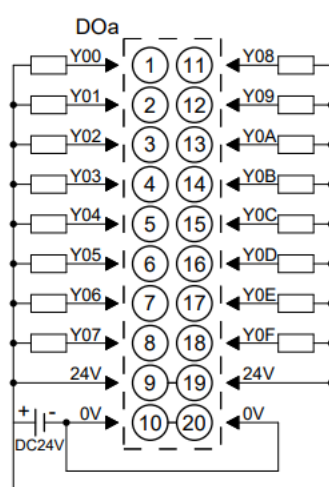 DOa
Y00 1 11 Y08
Y01 2 12 Y09
Y02 3 13 Y0A
Y03 4 14 Y0B
Y04 5 15 Y0C
Y05 6 16 Y0D
Y06 7 17 Y0E
Y07 8 18 Y0F
24V 9 19 24V
+ - 0V 10 20 0V
DC24V